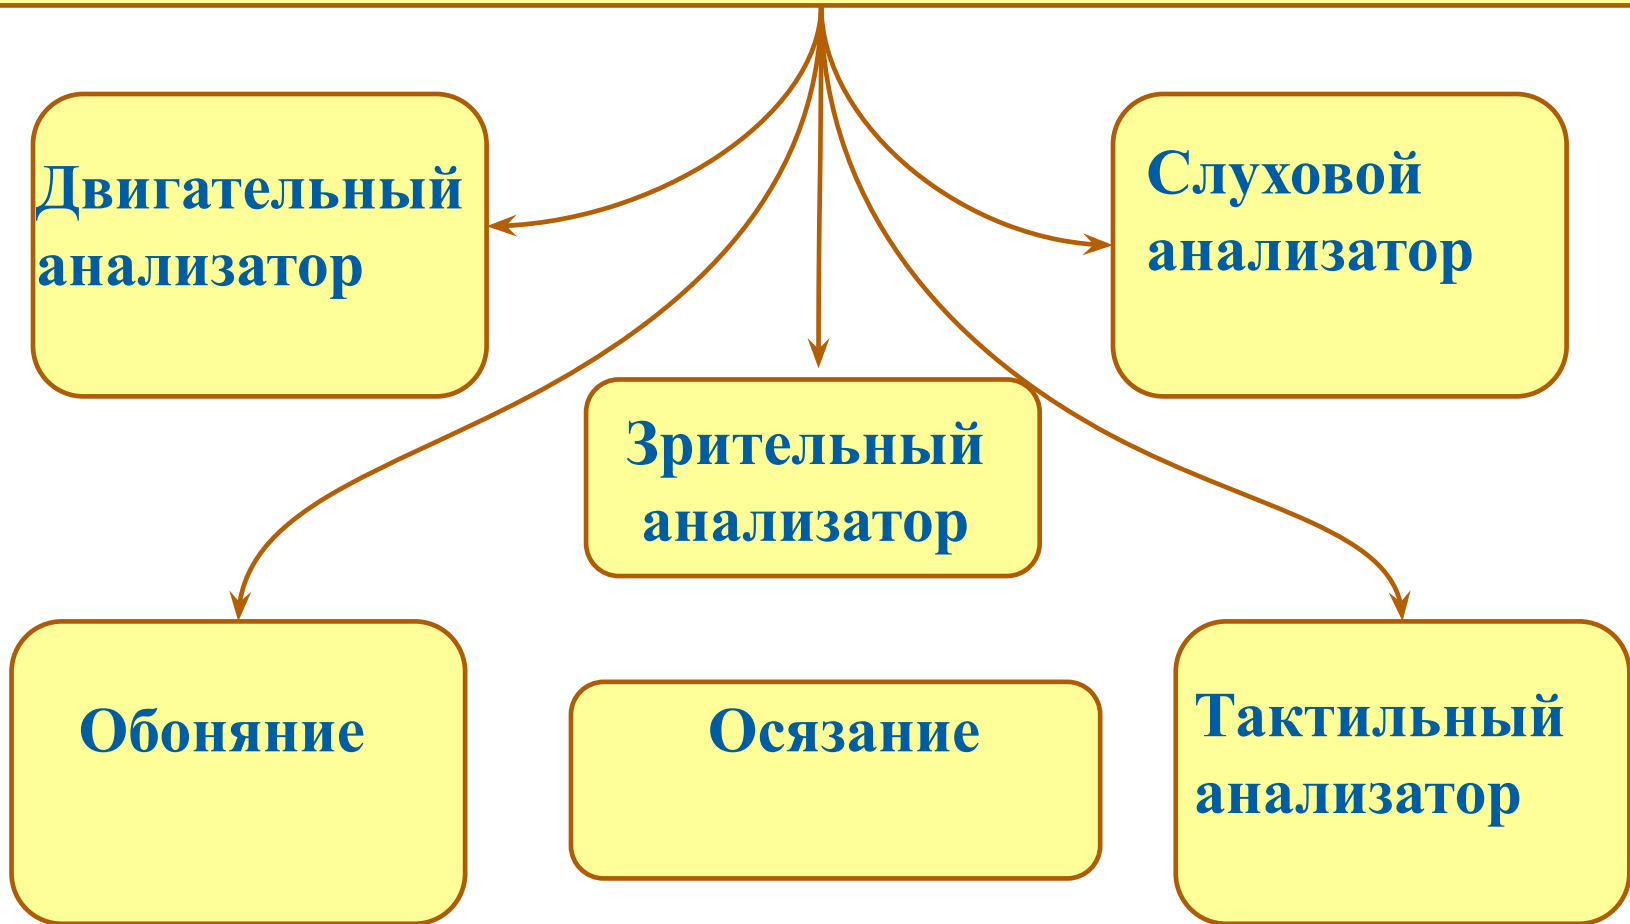 Двигательный
анализатор
Слуховой
анализатор
Зрительный
анализатор
Обоняние
Осязание
Тактильный
анализатор